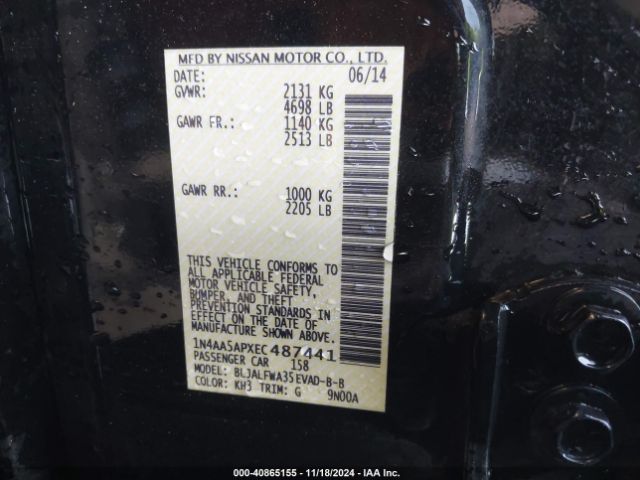 MFD BY NISSAN MOTOR CO., LTD.
DATE: 06/14
GVWR: 2131 KG
4698 LB
GAWR FR.: 1140 KG
2513 LB
GAWR RR.: 1000 KG
2205 LB
THIS VEHICLE CONFORMS TO
ALL APPLICABLE FEDERAL
MOTOR VEHICLE SAFETY,
BUMPER, AND THEFT
PREVENTION STANDARDS IN
EFFECT ON THE DATE OF
MANUFACTURE SHOWN ABOVE.
1N4AA5APXEC487441
PASSENGER CAR 158
MODEL: BLJALFWA35EVAD-B-B
COLOR: KH3 TRIM: G 9N00A
000-40865155 - 11/18/2024 - IAA Inc.